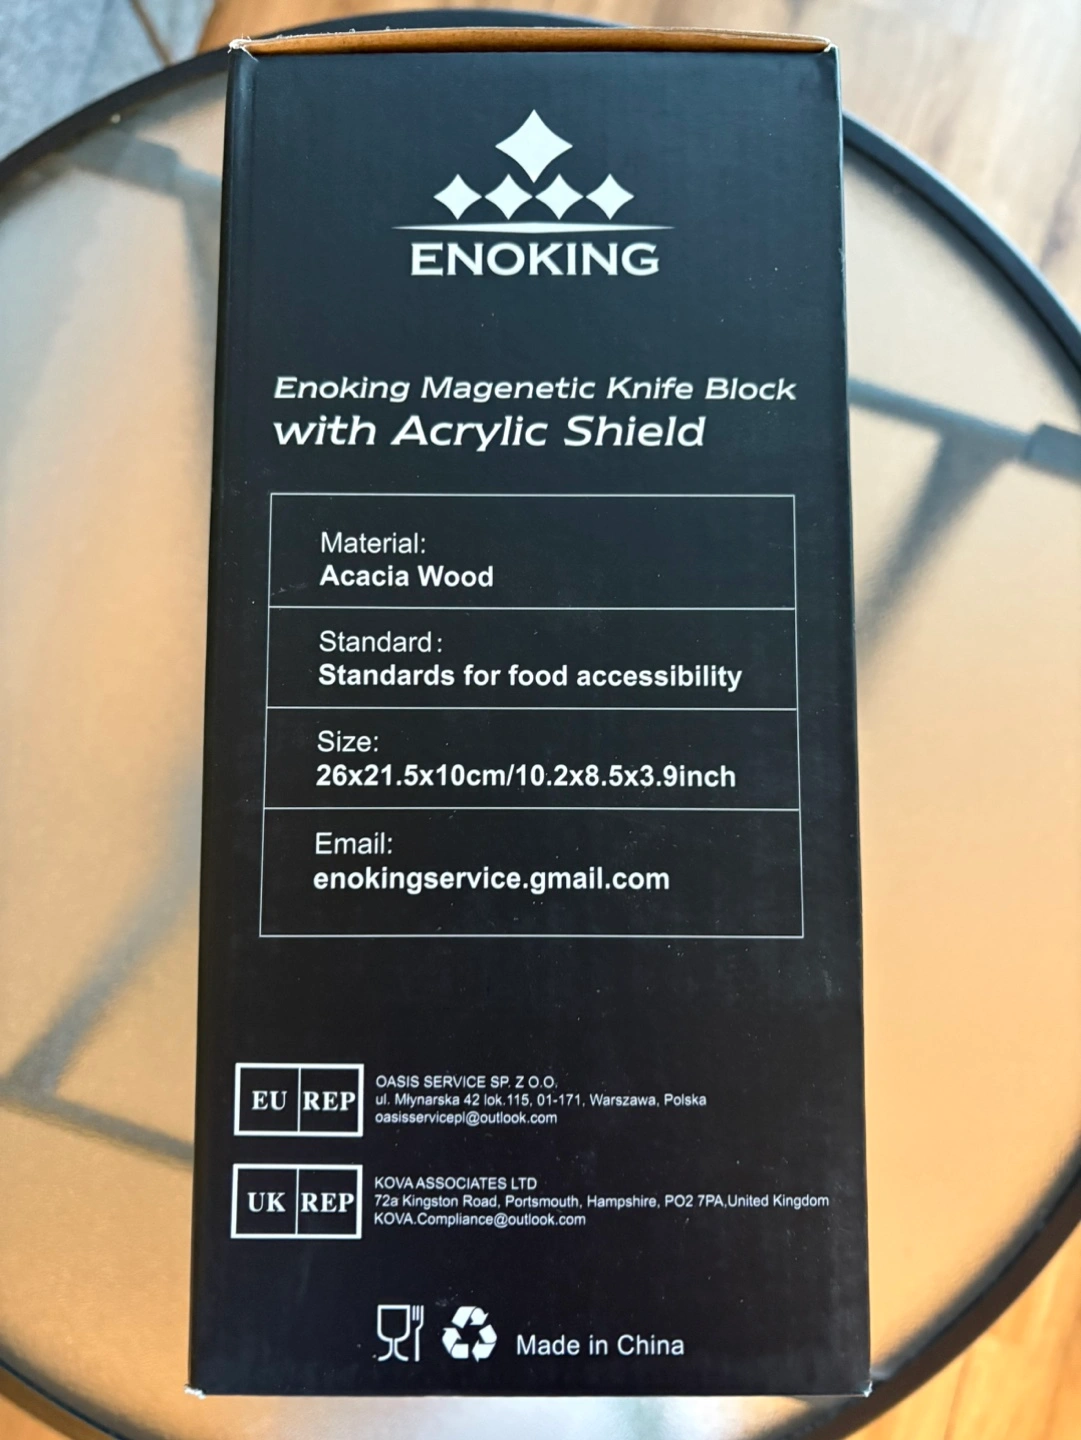 ENOKING
Enoking Magenetic Knife Block
with Acrylic Shield
Material:
Acacia Wood
Standard:
Standards for food accessibility
Size:
26x21.5x10cm/10.2x8.5x3.9inch
Email:
enokingservice.gmail.com
EU REP
OASIS SERVICE SP. Z O.O.
ul. Młynarska 42 lok.115, 01-171, Warszawa, Polska
oasisservicepl@outlook.com
UK REP
KOVA ASSOCIATES LTD
72a Kingston Road, Portsmouth, Hampshire, PO2 7PA,United Kingdom
KOVA.Compliance@outlook.com
Made in China